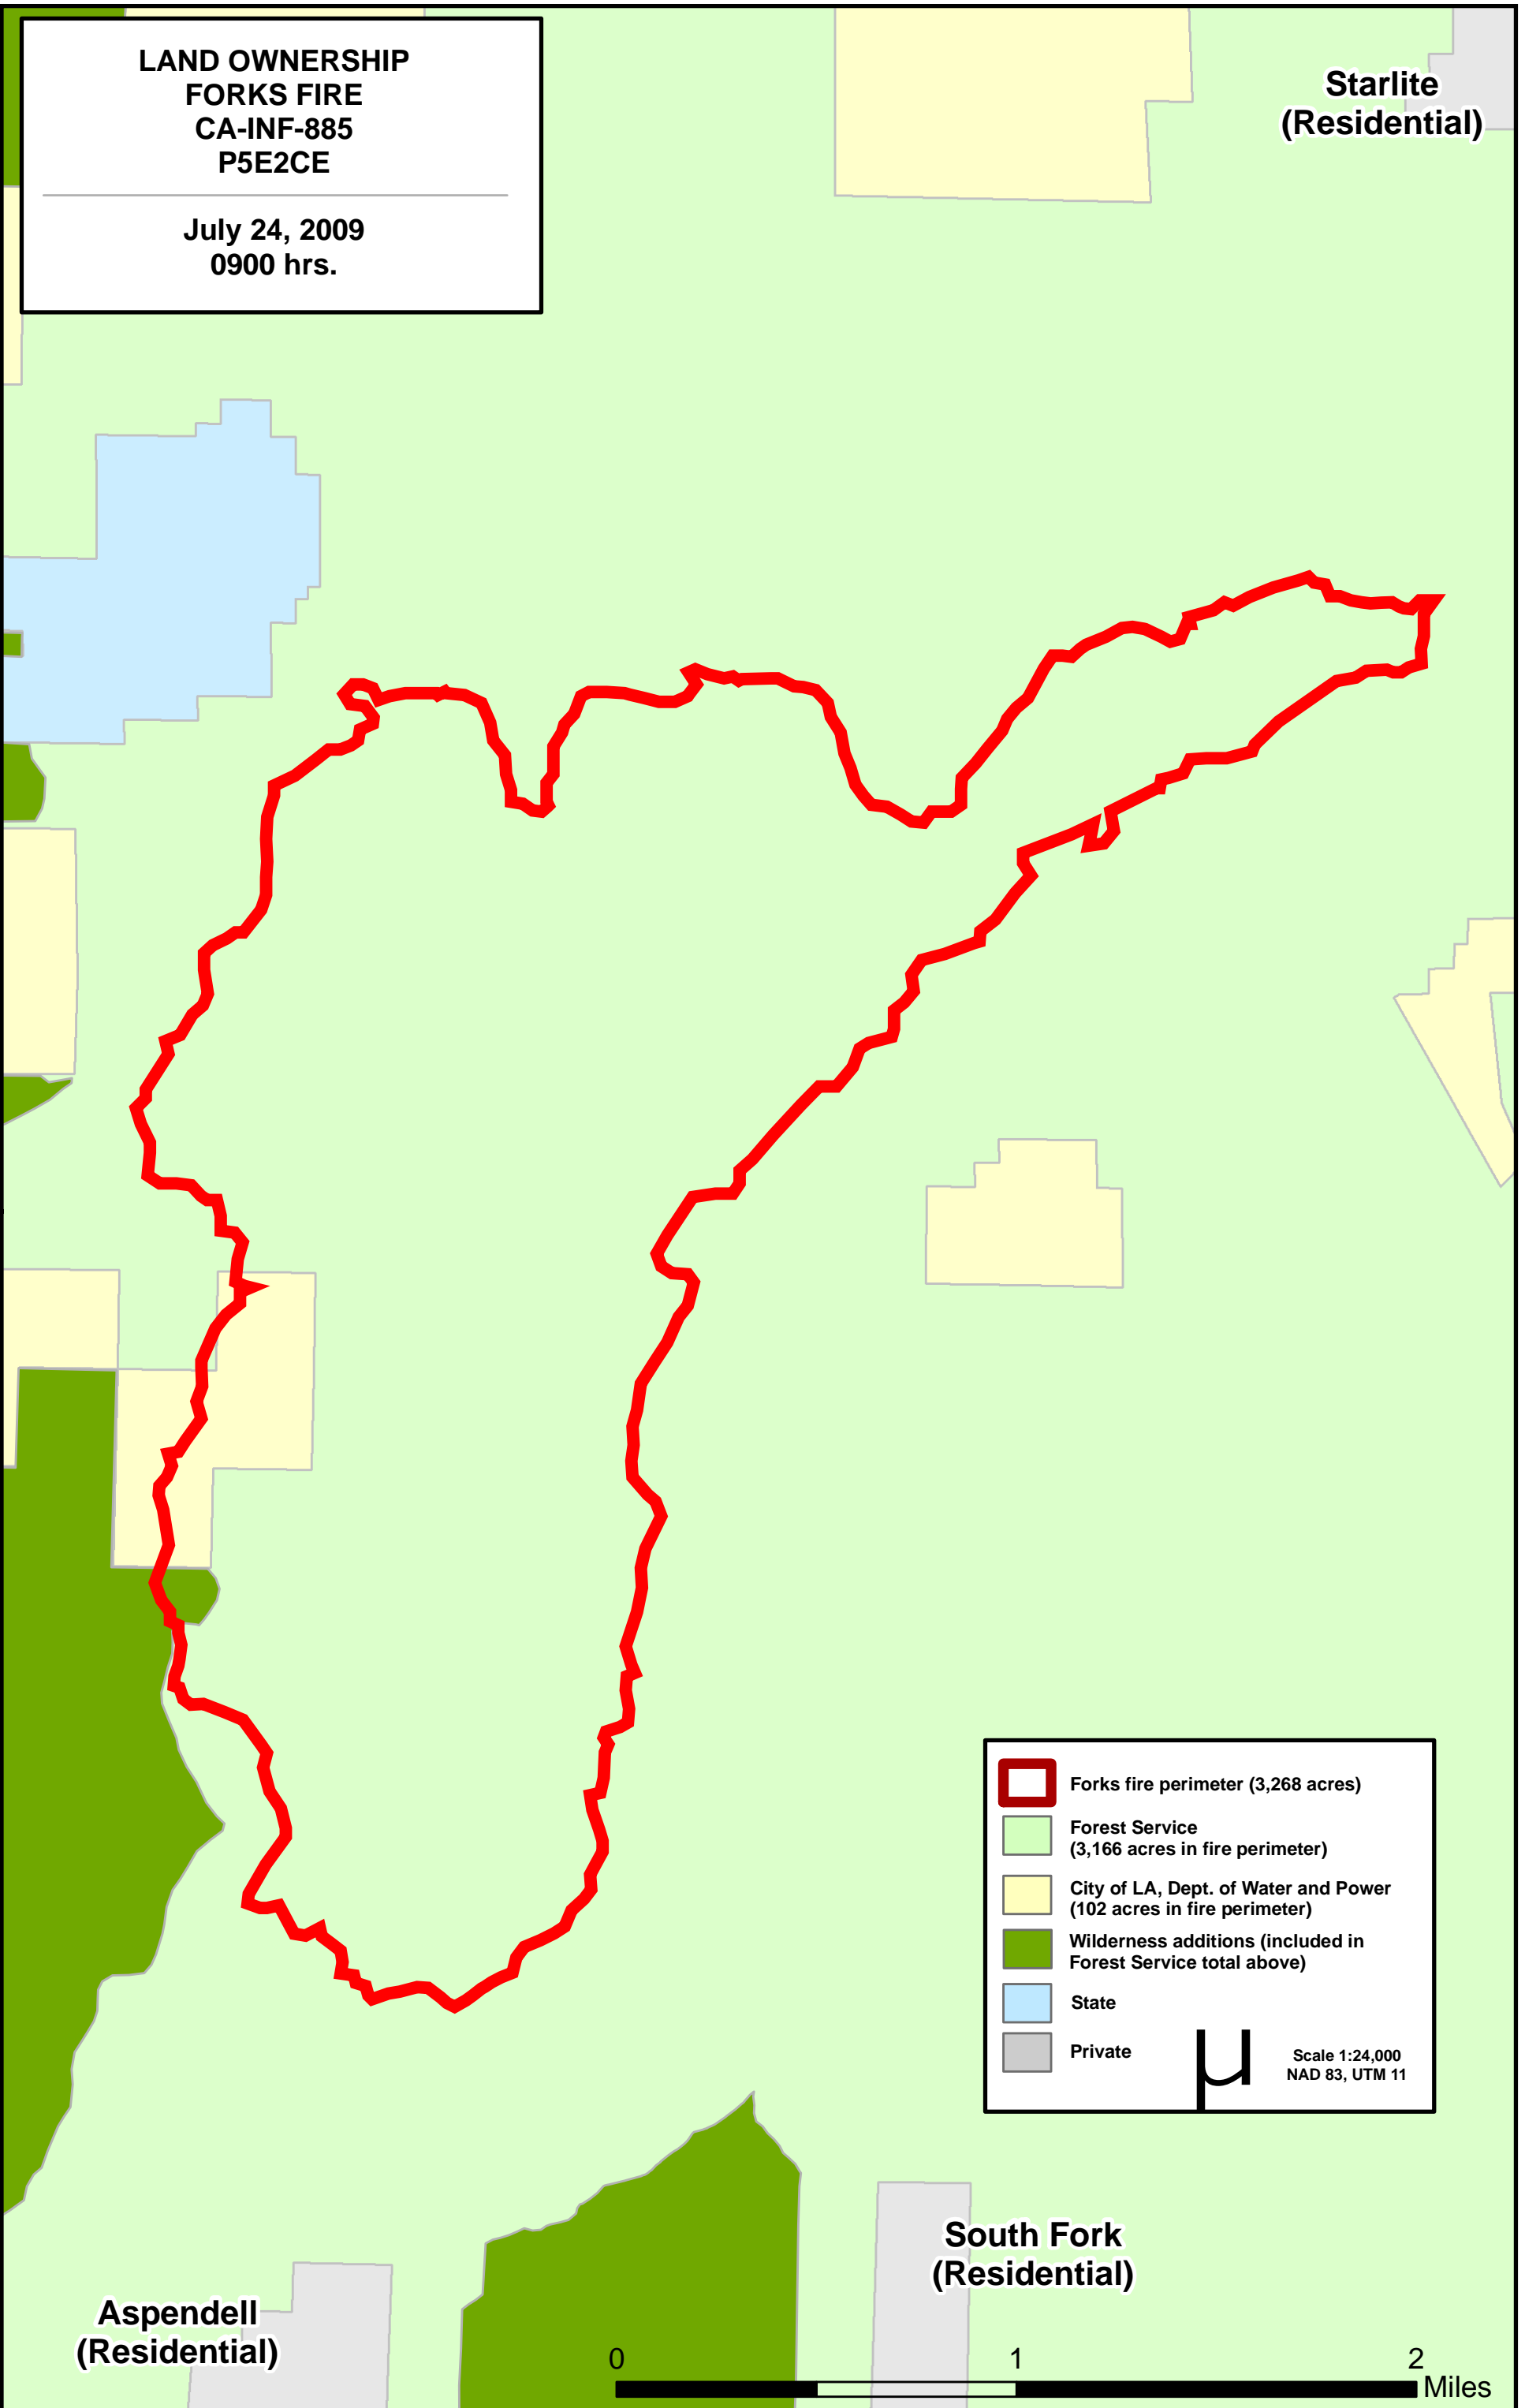 LAND OWNERSHIP
FORKS FIRE
CA-INF-885
P5E2CE
July 24, 2009
0900 hrs.
Starlite
(Residential)
Forks fire perimeter (3,268 acres)
Forest Service
(3,166 acres in fire perimeter)
City of LA, Dept. of Water and Power
(102 acres in fire perimeter)
Wilderness additions (included in
Forest Service total above)
State
Private
µ
Scale 1:24,000
NAD 83, UTM 11
South Fork
(Residential)
Aspendell
(Residential)
0 1 2
Miles